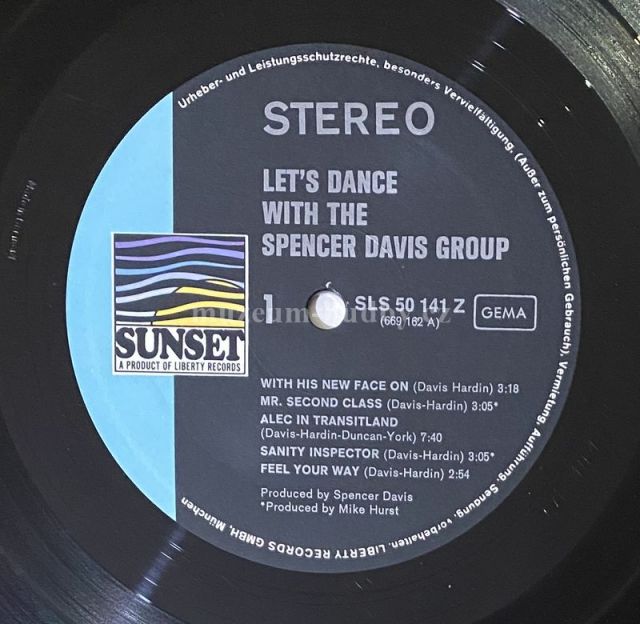 Urheber- und Leistungsschutzrechte, besonders Vervielfältigung, (Außer zum persönlichen Gebrauch), Vermietung, Aufführung, Sendung, vorbehalten. LIBERTY RECORDS GMBH, München
STEREO
LET'S DANCE
WITH THE
SPENCER DAVIS GROUP
1
SLS 50 141 Z
(669 162 A)
GEMA
SUNSET
A PRODUCT OF LIBERTY RECORDS
WITH HIS NEW FACE ON (Davis Hardin) 3:18
MR. SECOND CLASS (Davis-Hardin) 3:05*
ALEC IN TRANSITLAND
(Davis-Hardin-Duncan-York) 7:40
SANITY INSPECTOR (Davis-Hardin) 3:05*
FEEL YOUR WAY (Davis-Hardin) 2:54
Produced by Spencer Davis
*Produced by Mike Hurst